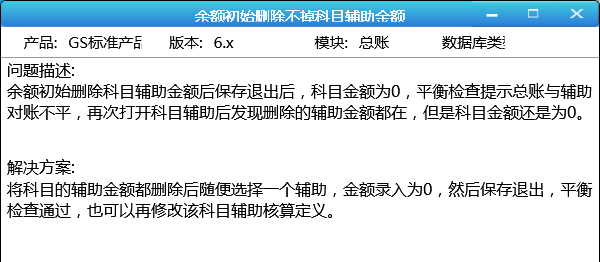 余额初始删除不掉科目辅助余额
产品: GS标准产品 版本: 6.x 模块: 总账 数据库类
问题描述:
余额初始删除科目辅助金额后保存退出后，科目金额为0，平衡检查提示总账与辅助
对账不平，再次打开科目辅助后发现删除的辅助金额都在，但是科目金额还是为0。
解决方案:
将科目的辅助金额都删除后随便选择一个辅助，金额录入为0，然后保存退出，平衡
检查通过，也可以再修改该科目辅助核算定义。